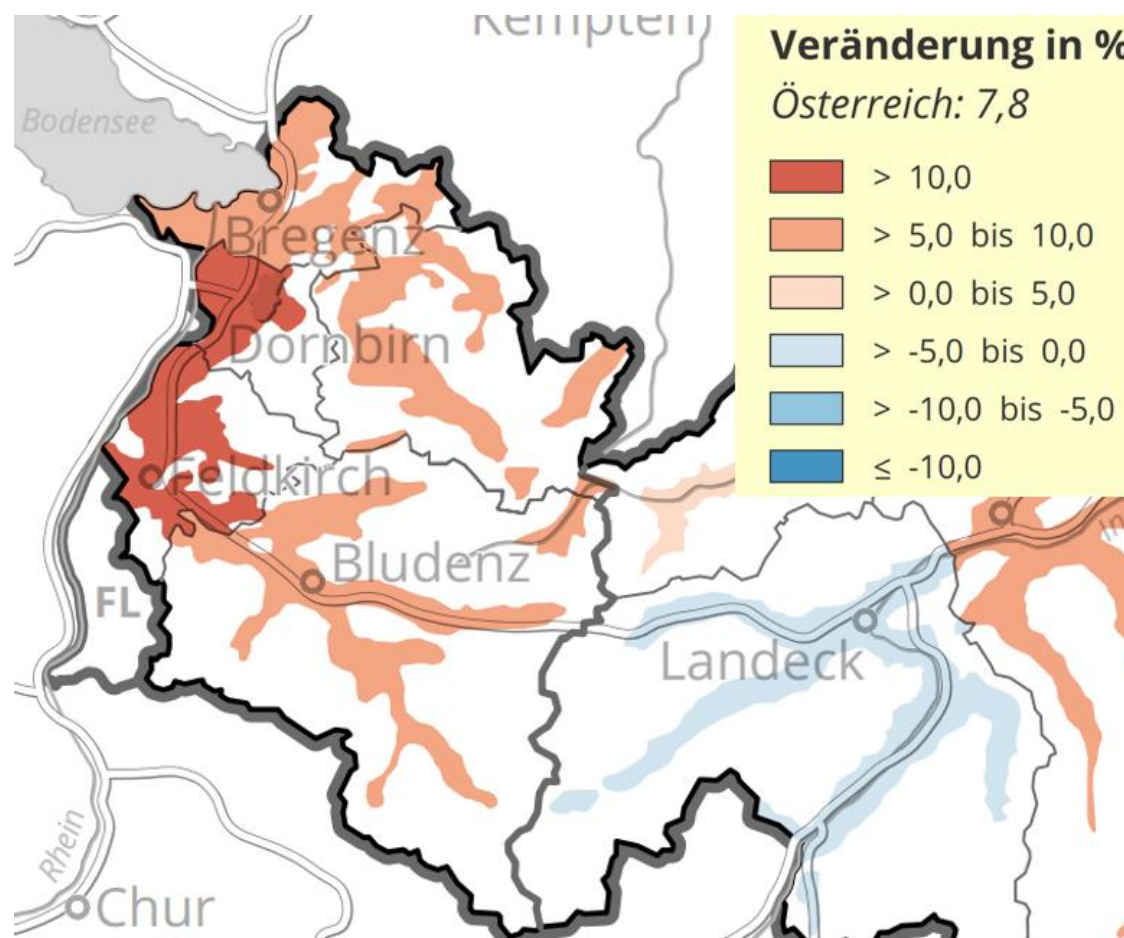 Kempten
Veränderung in %
Österreich: 7,8
> 10,0
> 5,0 bis 10,0
> 0,0 bis 5,0
> -5,0 bis 0,0
> -10,0 bis -5,0
≤ -10,0
Bodensee
Bregenz
Dornbirn
Feldkirch
Bludenz
FL
Landeck
In
Rhein
Chur